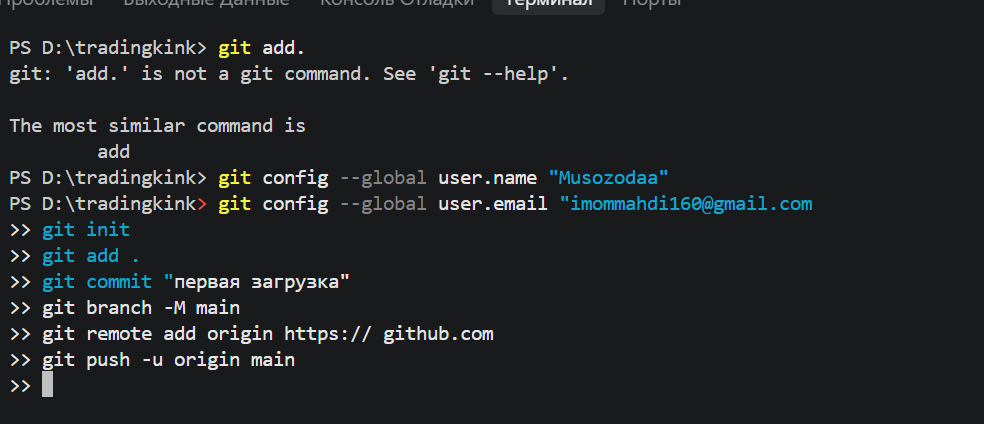 Проблемы Выходные Данные Консоль Отладки Терминал Порты
PS D:\tradingkink> git add.
git: 'add.' is not a git command. See 'git --help'.
The most similar command is
add
PS D:\tradingkink> git config --global user.name "Musozodaa"
PS D:\tradingkink> git config --global user.email "imommahdi160@gmail.com
>> git init
>> git add .
>> git commit "первая загрузка"
>> git branch -M main
>> git remote add origin https:// github.com
>> git push -u origin main
>>